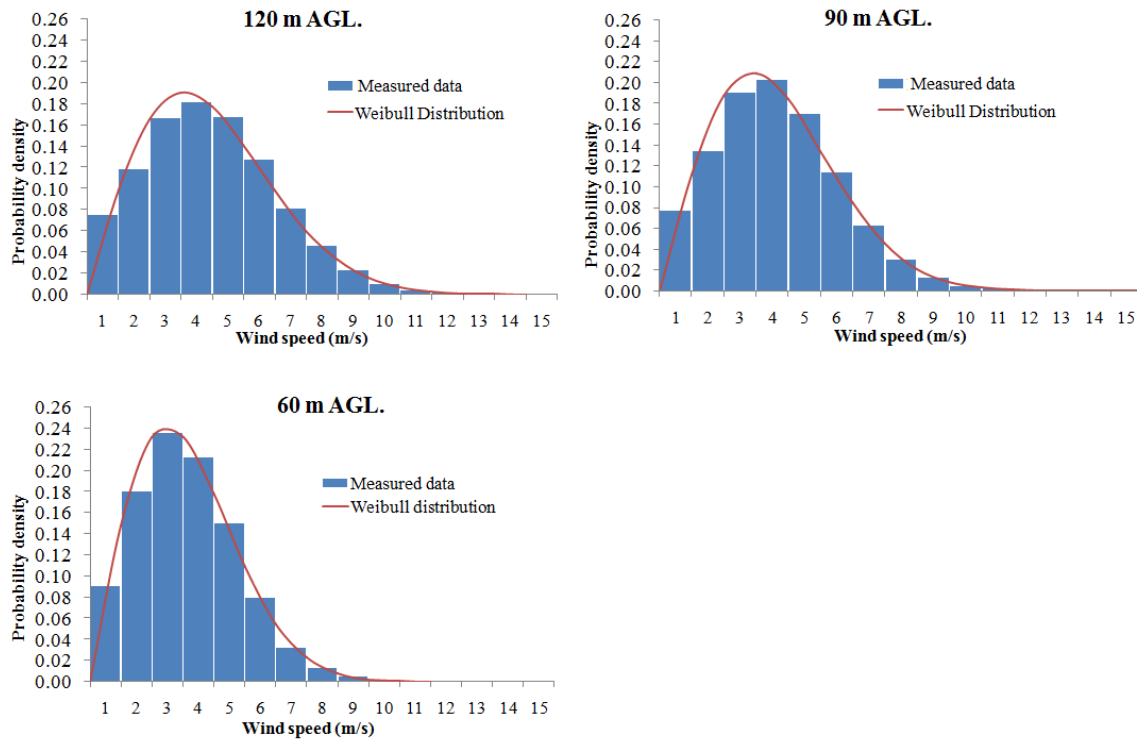 120 m AGL.
0.26
0.24
0.22
0.20
0.18
0.16
0.14
0.12
0.10
0.08
0.06
0.04
0.02
0.00
Probability density
Measured data
Weibull Distribution
1 2 3 4 5 6 7 8 9 10 11 12 13 14 15
Wind speed (m/s)
90 m AGL.
0.26
0.24
0.22
0.20
0.18
0.16
0.14
0.12
0.10
0.08
0.06
0.04
0.02
0.00
Probability density
Measured data
Weibull Distribution
1 2 3 4 5 6 7 8 9 10 11 12 13 14 15
Wind speed (m/s)
60 m AGL.
0.26
0.24
0.22
0.20
0.18
0.16
0.14
0.12
0.10
0.08
0.06
0.04
0.02
0.00
Probability density
Measured data
Weibull distribution
1 2 3 4 5 6 7 8 9 10 11 12 13 14 15
Wind speed (m/s)